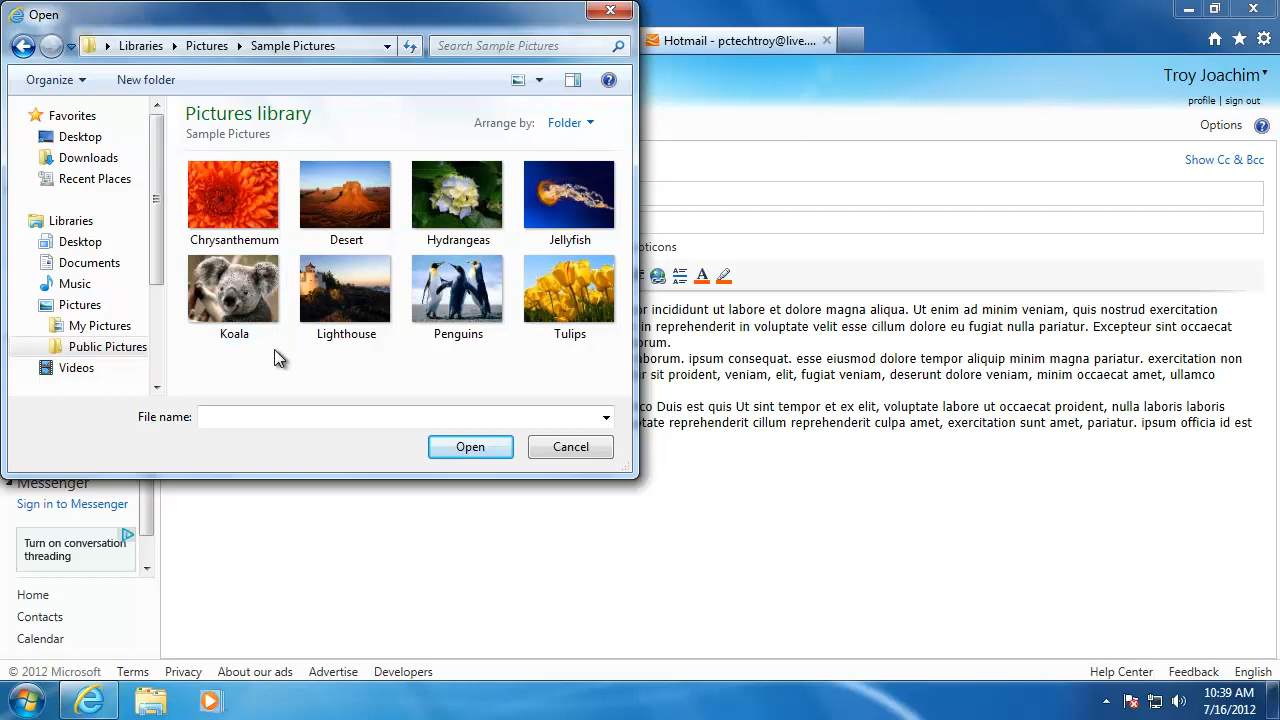 Open
Libraries
Pictures
Sample Pictures
Search Sample Pictures
Hotmail - pctechtroy@live....
Organize
New folder
Troy Joachim
profile | sign out
Options
Favorites
Desktop
Downloads
Recent Places
Libraries
Desktop
Documents
Music
Pictures
My Pictures
Public Pictures
Videos
Pictures library
Sample Pictures
Arrange by:
Folder
Chrysanthemum
Desert
Hydrangeas
Jellyfish
Koala
Lighthouse
Penguins
Tulips
File name:
Open
Cancel
Show Cc & Bcc
A
r incididunt ut labore et dolore magna aliqua. Ut enim ad minim veniam, quis nostrud exercitation
in reprehenderit in voluptate velit esse cillum dolore eu fugiat nulla pariatur. Excepteur sint occaecat
orum.
aborum. ipsum consequat. esse eiusmod dolore tempor aliquip minim magna pariatur. exercitation non
ur sit proident, veniam, elit, fugiat veniam, deserunt dolore veniam, minim occaecat amet, ullamco
co Duis est quis Ut sint tempor et ex elit, voluptate labore ut occaecat proident, nulla laboris laboris
tate reprehenderit cillum reprehenderit culpa amet, exercitation sunt amet, pariatur. ipsum officia id est
Messenger
Sign in to Messenger
Turn on conversation
threading
Home
Contacts
Calendar
© 2012 Microsoft
Terms
Privacy
About our ads
Advertise
Developers
Help Center
Feedback
English
10:39 AM
7/16/2012